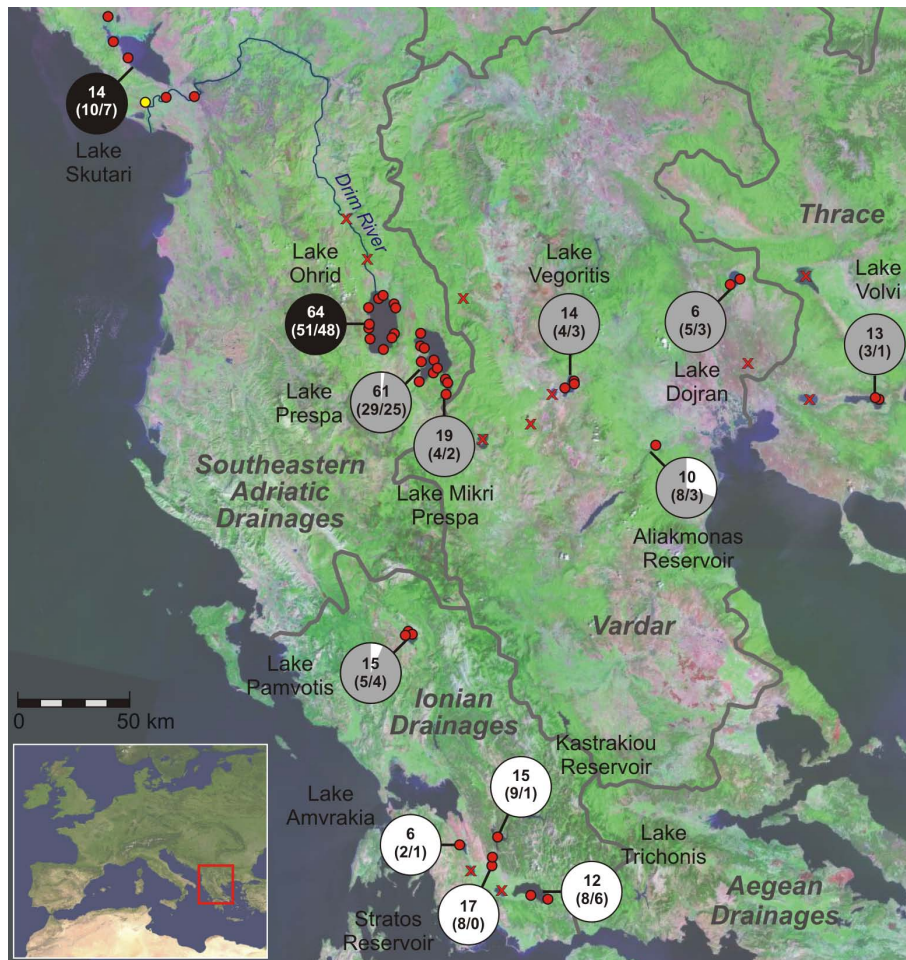 14
(10/7)
Lake
Skutari
Drim River
Thrace
Lake
Ohrid
64
(51/48)
Lake
Vegoritis
14
(4/3)
6
(5/3)
Lake
Dojran
Lake
Volvi
13
(3/1)
Lake
Prespa
61
(29/25)
19
(4/2)
Lake Mikri
Prespa
Southeastern
Adriatic
Drainages
10
(8/3)
Aliakmonas
Reservoir
Vardar
Lake
Pamvotis
15
(5/4)
Ionian
Drainages
0
50 km
Kastrakiou
Reservoir
15
(9/1)
Lake
Amvrakia
6
(2/1)
Lake
Trichonis
12
(8/6)
17
(8/0)
Stratos
Reservoir
Aegean
Drainages